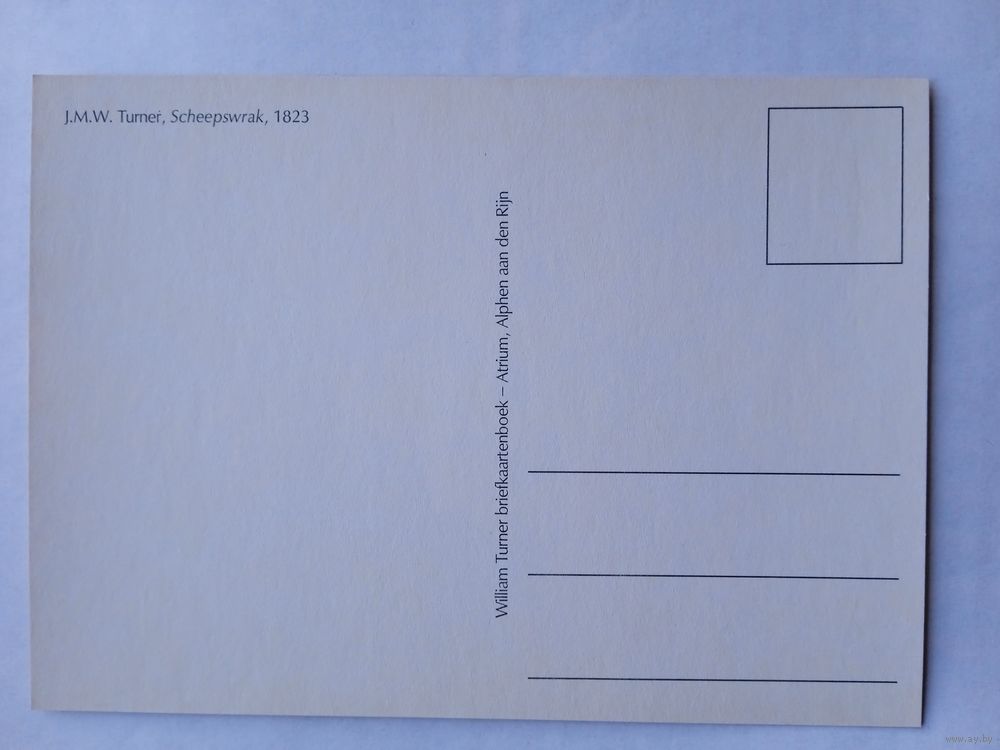 J.M.W. Turner, Scheepswrak, 1823
William Turner briefkaartenboek – Atrium, Alphen aan den Rijn
www.ay.by